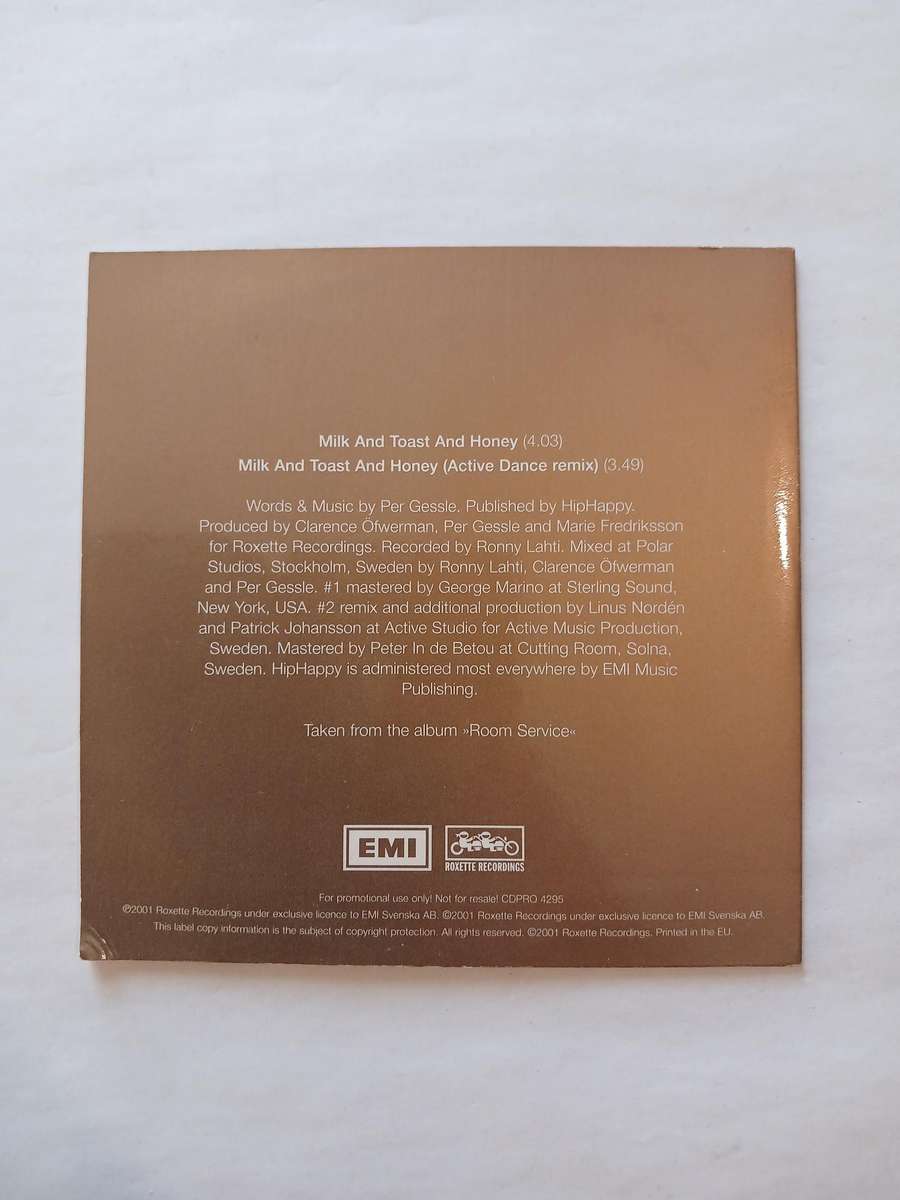 Milk And Toast And Honey (4.03)
Milk And Toast And Honey (Active Dance remix) (3.49)
Words & Music by Per Gessle. Published by HipHappy.
Produced by Clarence Öfwerman, Per Gessle and Marie Fredriksson
for Roxette Recordings. Recorded by Ronny Lahti. Mixed at Polar
Studios, Stockholm, Sweden by Ronny Lahti, Clarence Öfwerman
and Per Gessle. #1 mastered by George Marino at Sterling Sound,
New York, USA. #2 remix and additional production by Linus Nordén
and Patrick Johansson at Active Studio for Active Music Production,
Sweden. Mastered by Peter In de Betou at Cutting Room, Solna,
Sweden. HipHappy is administered most everywhere by EMI Music
Publishing.
Taken from the album »Room Service«
EMI
ROXETTE RECORDINGS
For promotional use only! Not for resale! CDPRO 4295
℗2001 Roxette Recordings under exclusive licence to EMI Svenska AB. ©2001 Roxette Recordings under exclusive licence to EMI Svenska AB.
This label copy information is the subject of copyright protection. All rights reserved. ©2001 Roxette Recordings. Printed in the EU.